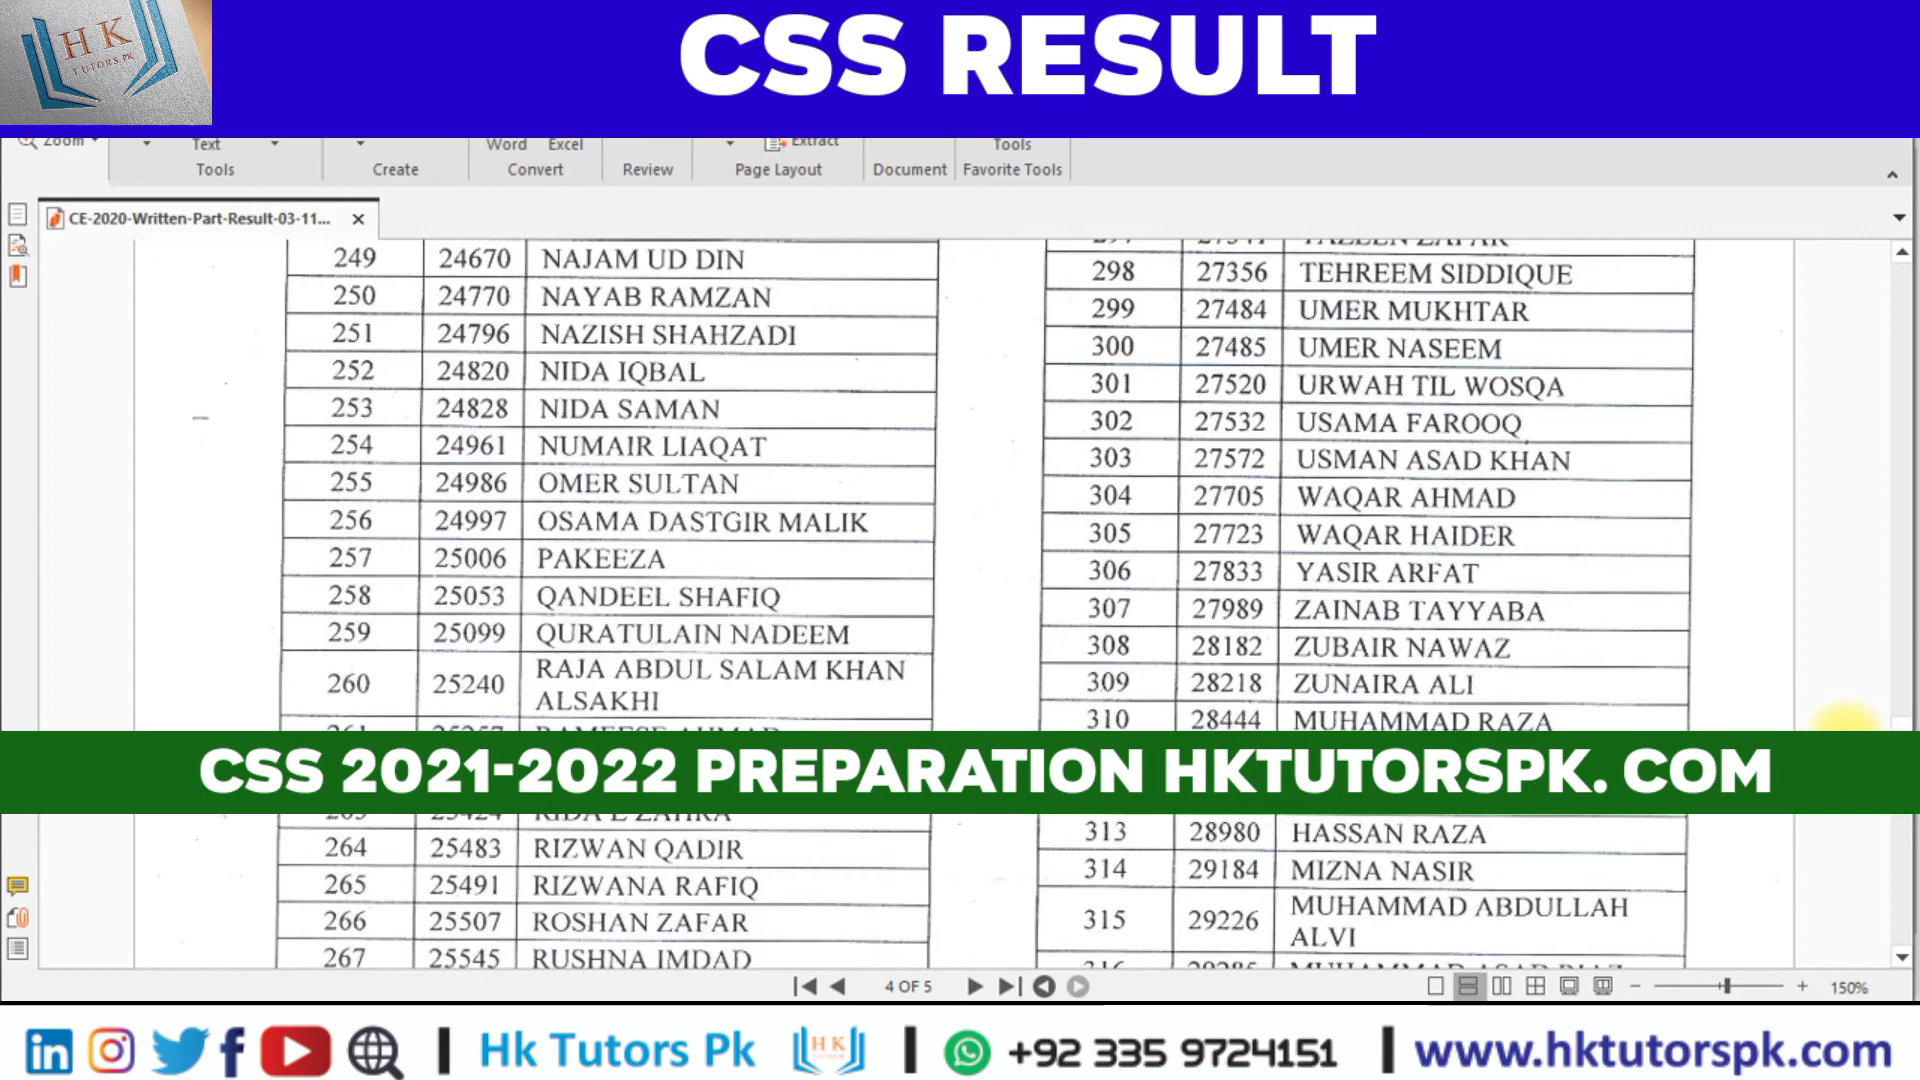 HK
TUTORS.PK
CSS RESULT
Zoom
Text
Word Excel
Extract
Tools
Tools
Create
Convert
Review
Page Layout
Document
Favorite Tools
CE-2020-Written-Part-Result-03-11...
249 24670 NAJAM UD DIN
250 24770 NAYAB RAMZAN
251 24796 NAZISH SHAHZADI
252 24820 NIDA IQBAL
253 24828 NIDA SAMAN
254 24961 NUMAIR LIAQAT
255 24986 OMER SULTAN
256 24997 OSAMA DASTGIR MALIK
257 25006 PAKEEZA
258 25053 QANDEEL SHAFIQ
259 25099 QURATULAIN NADEEM
260 25240 RAJA ABDUL SALAM KHAN
ALSAKHI
264 25483 RIZWAN QADIR
265 25491 RIZWANA RAFIQ
266 25507 ROSHAN ZAFAR
267 25545 RUSHNA IMDAD
298 27356 TEHREEM SIDDIQUE
299 27484 UMER MUKHTAR
300 27485 UMER NASEEM
301 27520 URWAH TIL WOSQA
302 27532 USAMA FAROOQ
303 27572 USMAN ASAD KHAN
304 27705 WAQAR AHMAD
305 27723 WAQAR HAIDER
306 27833 YASIR ARFAT
307 27989 ZAINAB TAYYABA
308 28182 ZUBAIR NAWAZ
309 28218 ZUNAIRA ALI
310 28444 MUHAMMAD RAZA
313 28980 HASSAN RAZA
314 29184 MIZNA NASIR
315 29226 MUHAMMAD ABDULLAH
ALVI
CSS 2021-2022 PREPARATION HKTUTORSPK. COM
4 OF 5
150%
in
Hk Tutors Pk
HK
+92 335 9724151
www.hktutorspk.com